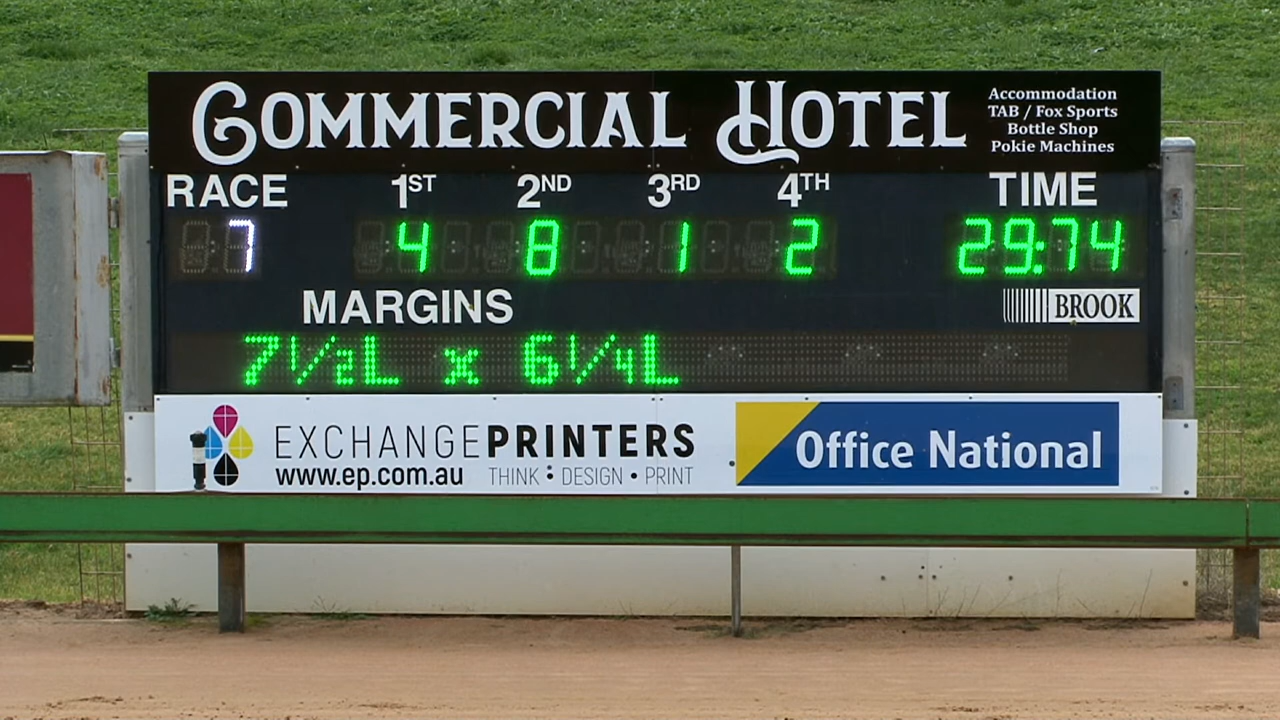 COMMERCIAL HOTEL
Accommodation
TAB / Fox Sports
Bottle Shop
Pokie Machines
RACE 1ST 2ND 3RD 4TH TIME
7 4 8 1 2 29:74
MARGINS
BROOK
7½L x 6¼L
EXCHANGEPRINTERS
www.ep.com.au THINK : DESIGN • PRINT
Office National